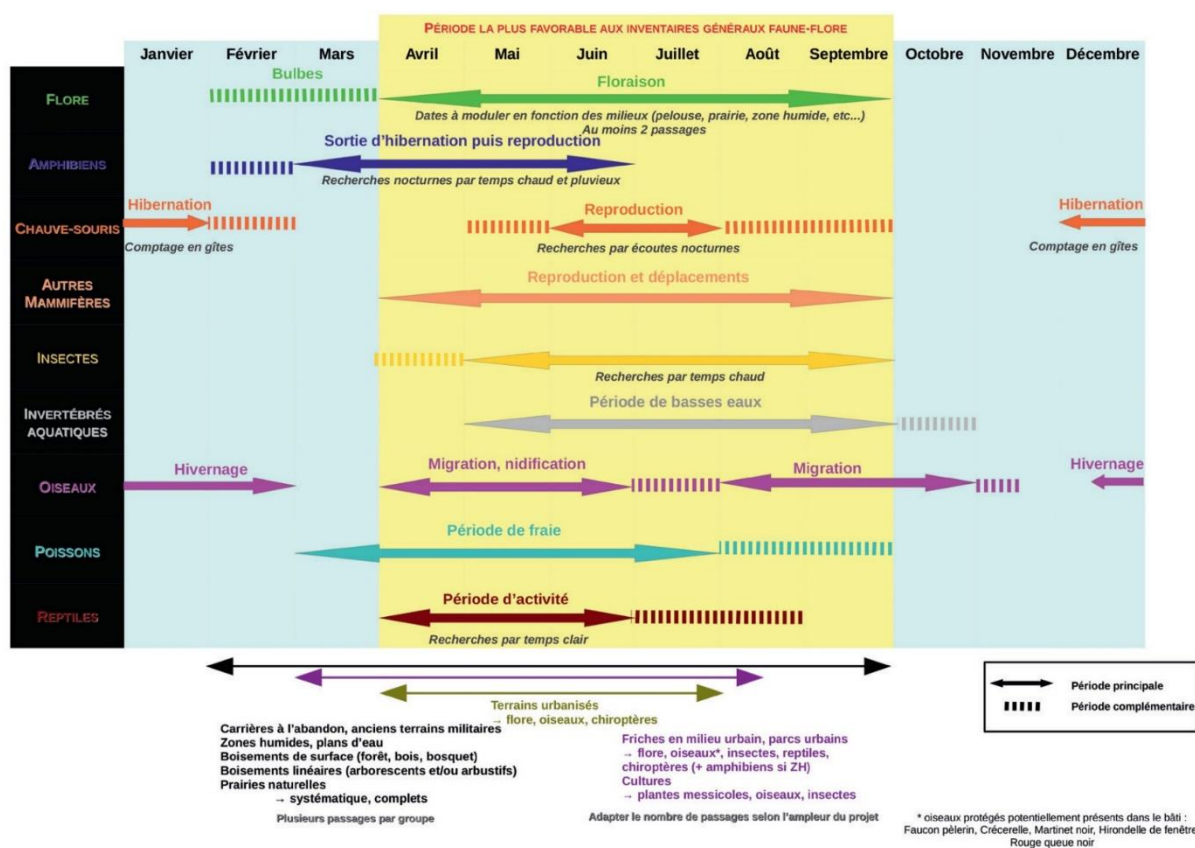 PÉRIODE LA PLUS FAVORABLE AUX INVENTAIRES GÉNÉRAUX FAUNE-FLORE
Janvier Février Mars Avril Mai Juin Juillet Août Septembre Octobre Novembre Décembre
FLORE
Bulbes
Floraison
Dates à moduler en fonction des milieux (pelouse, prairie, zone humide, etc...)
Au moins 2 passages
AMPHIBIENS
Sortie d'hibernation puis reproduction
Recherches nocturnes par temps chaud et pluvieux
CHAUVE-SOURIS
Hibernation
Comptage en gîtes
Reproduction
Recherches par écoutes nocturnes
Hibernation
Comptage en gîtes
AUTRES
MAMMIFÈRES
Reproduction et déplacements
INSECTES
Recherches par temps chaud
INVERTÉBRÉS
AQUATIQUES
Période de basses eaux
OISEAUX
Hivernage
Migration, nidification
Migration
Hivernage
POISSONS
Période de fraie
REPTILES
Période d'activité
Recherches par temps clair
Terrains urbanisés
→ flore, oiseaux, chiroptères
Carrières à l'abandon, anciens terrains militaires
Zones humides, plans d'eau
Boisements de surface (forêt, bois, bosquet)
Boisements linéaires (arborescents et/ou arbustifs)
Prairies naturelles
→ systématique, complets
Plusieurs passages par groupe
Friches en milieu urbain, parcs urbains
→ flore, oiseaux*, insectes, reptiles,
chiroptères (+ amphibiens si ZH)
Cultures
→ plantes messicoles, oiseaux, insectes
Adapter le nombre de passages selon l'ampleur du projet
Période principale
Période complémentaire
* oiseaux protégés potentiellement présents dans le bâti :
Faucon pèlerin, Crécerelle, Martinet noir, Hirondelle de fenêtre
Rouge queue noir